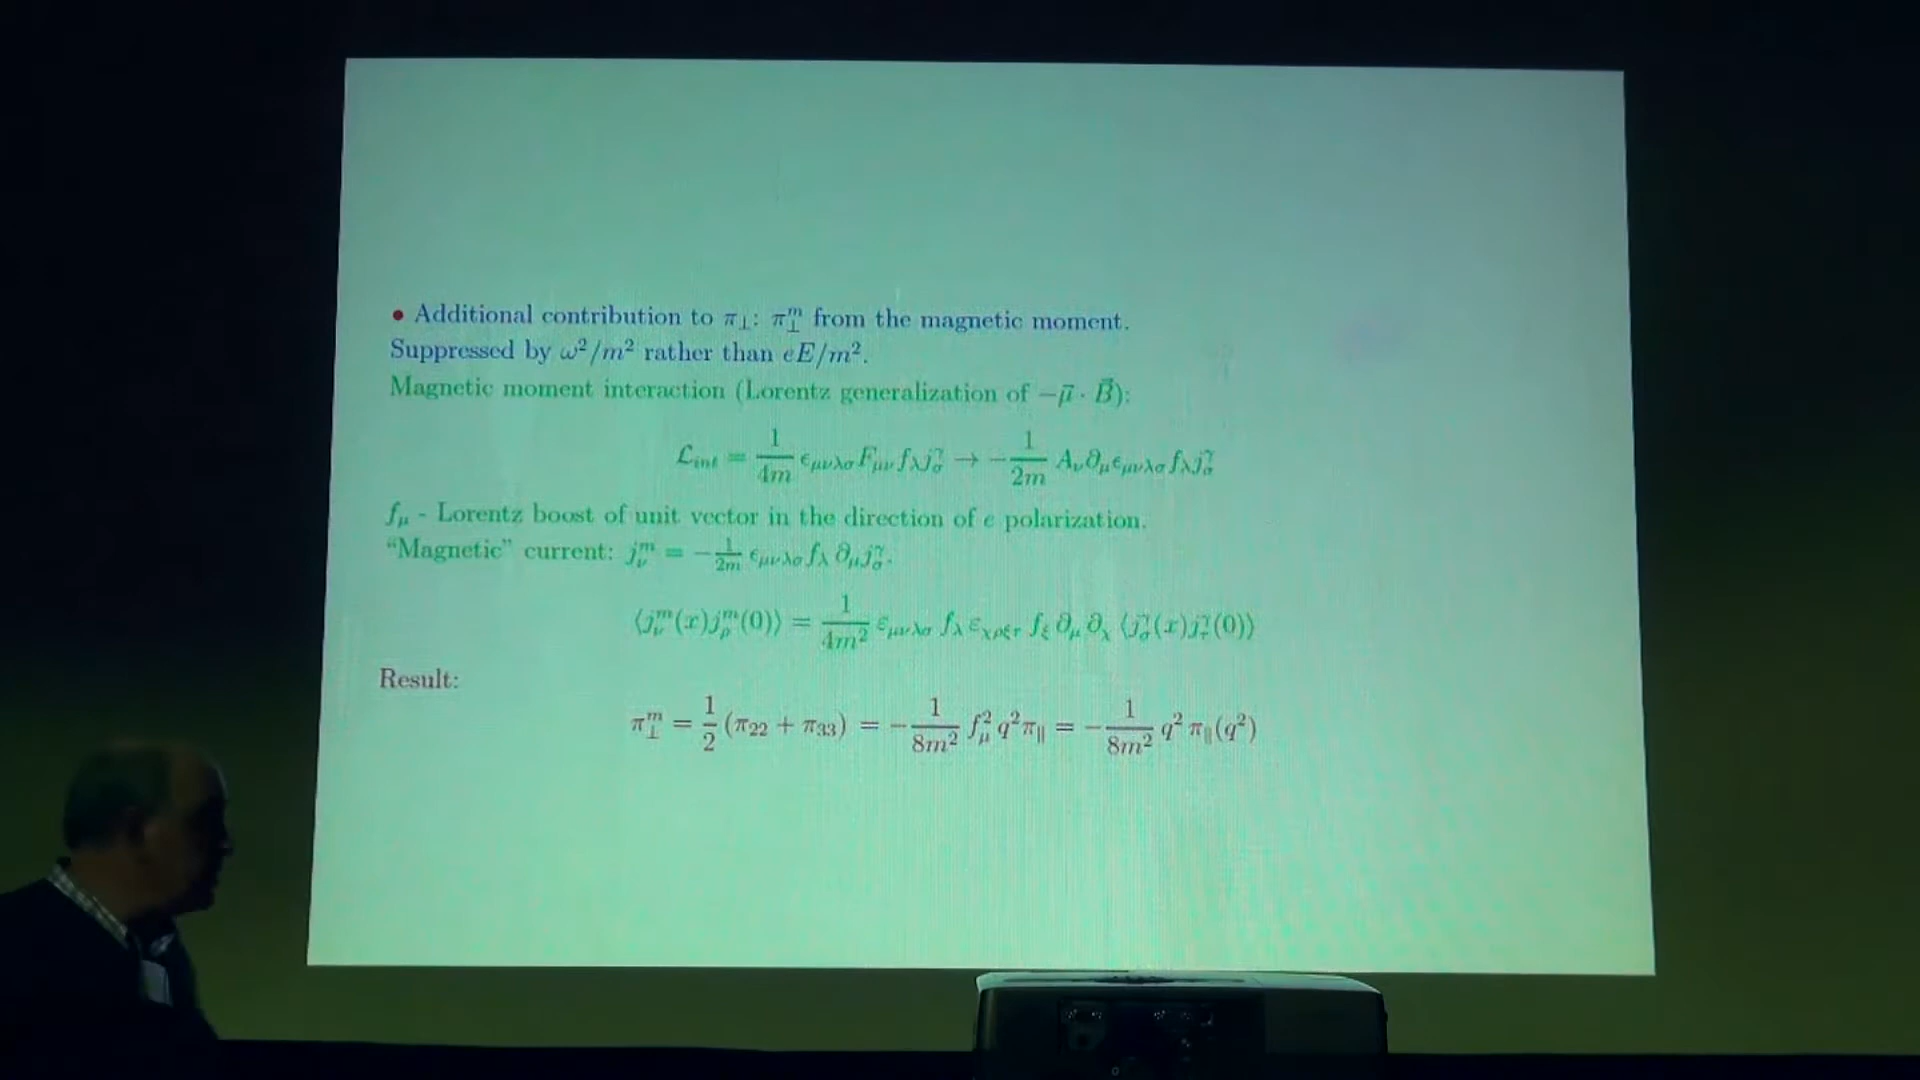 • Additional contribution to π⊥: π⊥^m from the magnetic moment.
Suppressed by ω²/m² rather than eE/m².
Magnetic moment interaction (Lorentz generalization of −μ⃗ · B⃗):
ℒ_int = 1/4m ϵ_μνλσ F_μν f_λ j_σ^γ → − 1/2m A_ν ∂_μ ϵ_μνλσ f_λ j_σ^γ
f_μ - Lorentz boost of unit vector in the direction of e polarization.
“Magnetic” current: j_ν^m = − 1/2m ϵ_μνλσ f_λ ∂_μ j_σ^γ.
⟨j_ν^m(x) j_ρ^m(0)⟩ = 1/4m² ε_μνλσ f_λ ε_χρξτ f_ξ ∂_μ ∂_χ ⟨j_σ^γ(x) j_τ^γ(0)⟩
Result:
π⊥^m = 1/2 (π₂₂ + π₃₃) = − 1/8m² f_μ² q² π_∥ = − 1/8m² q² π_∥(q²)